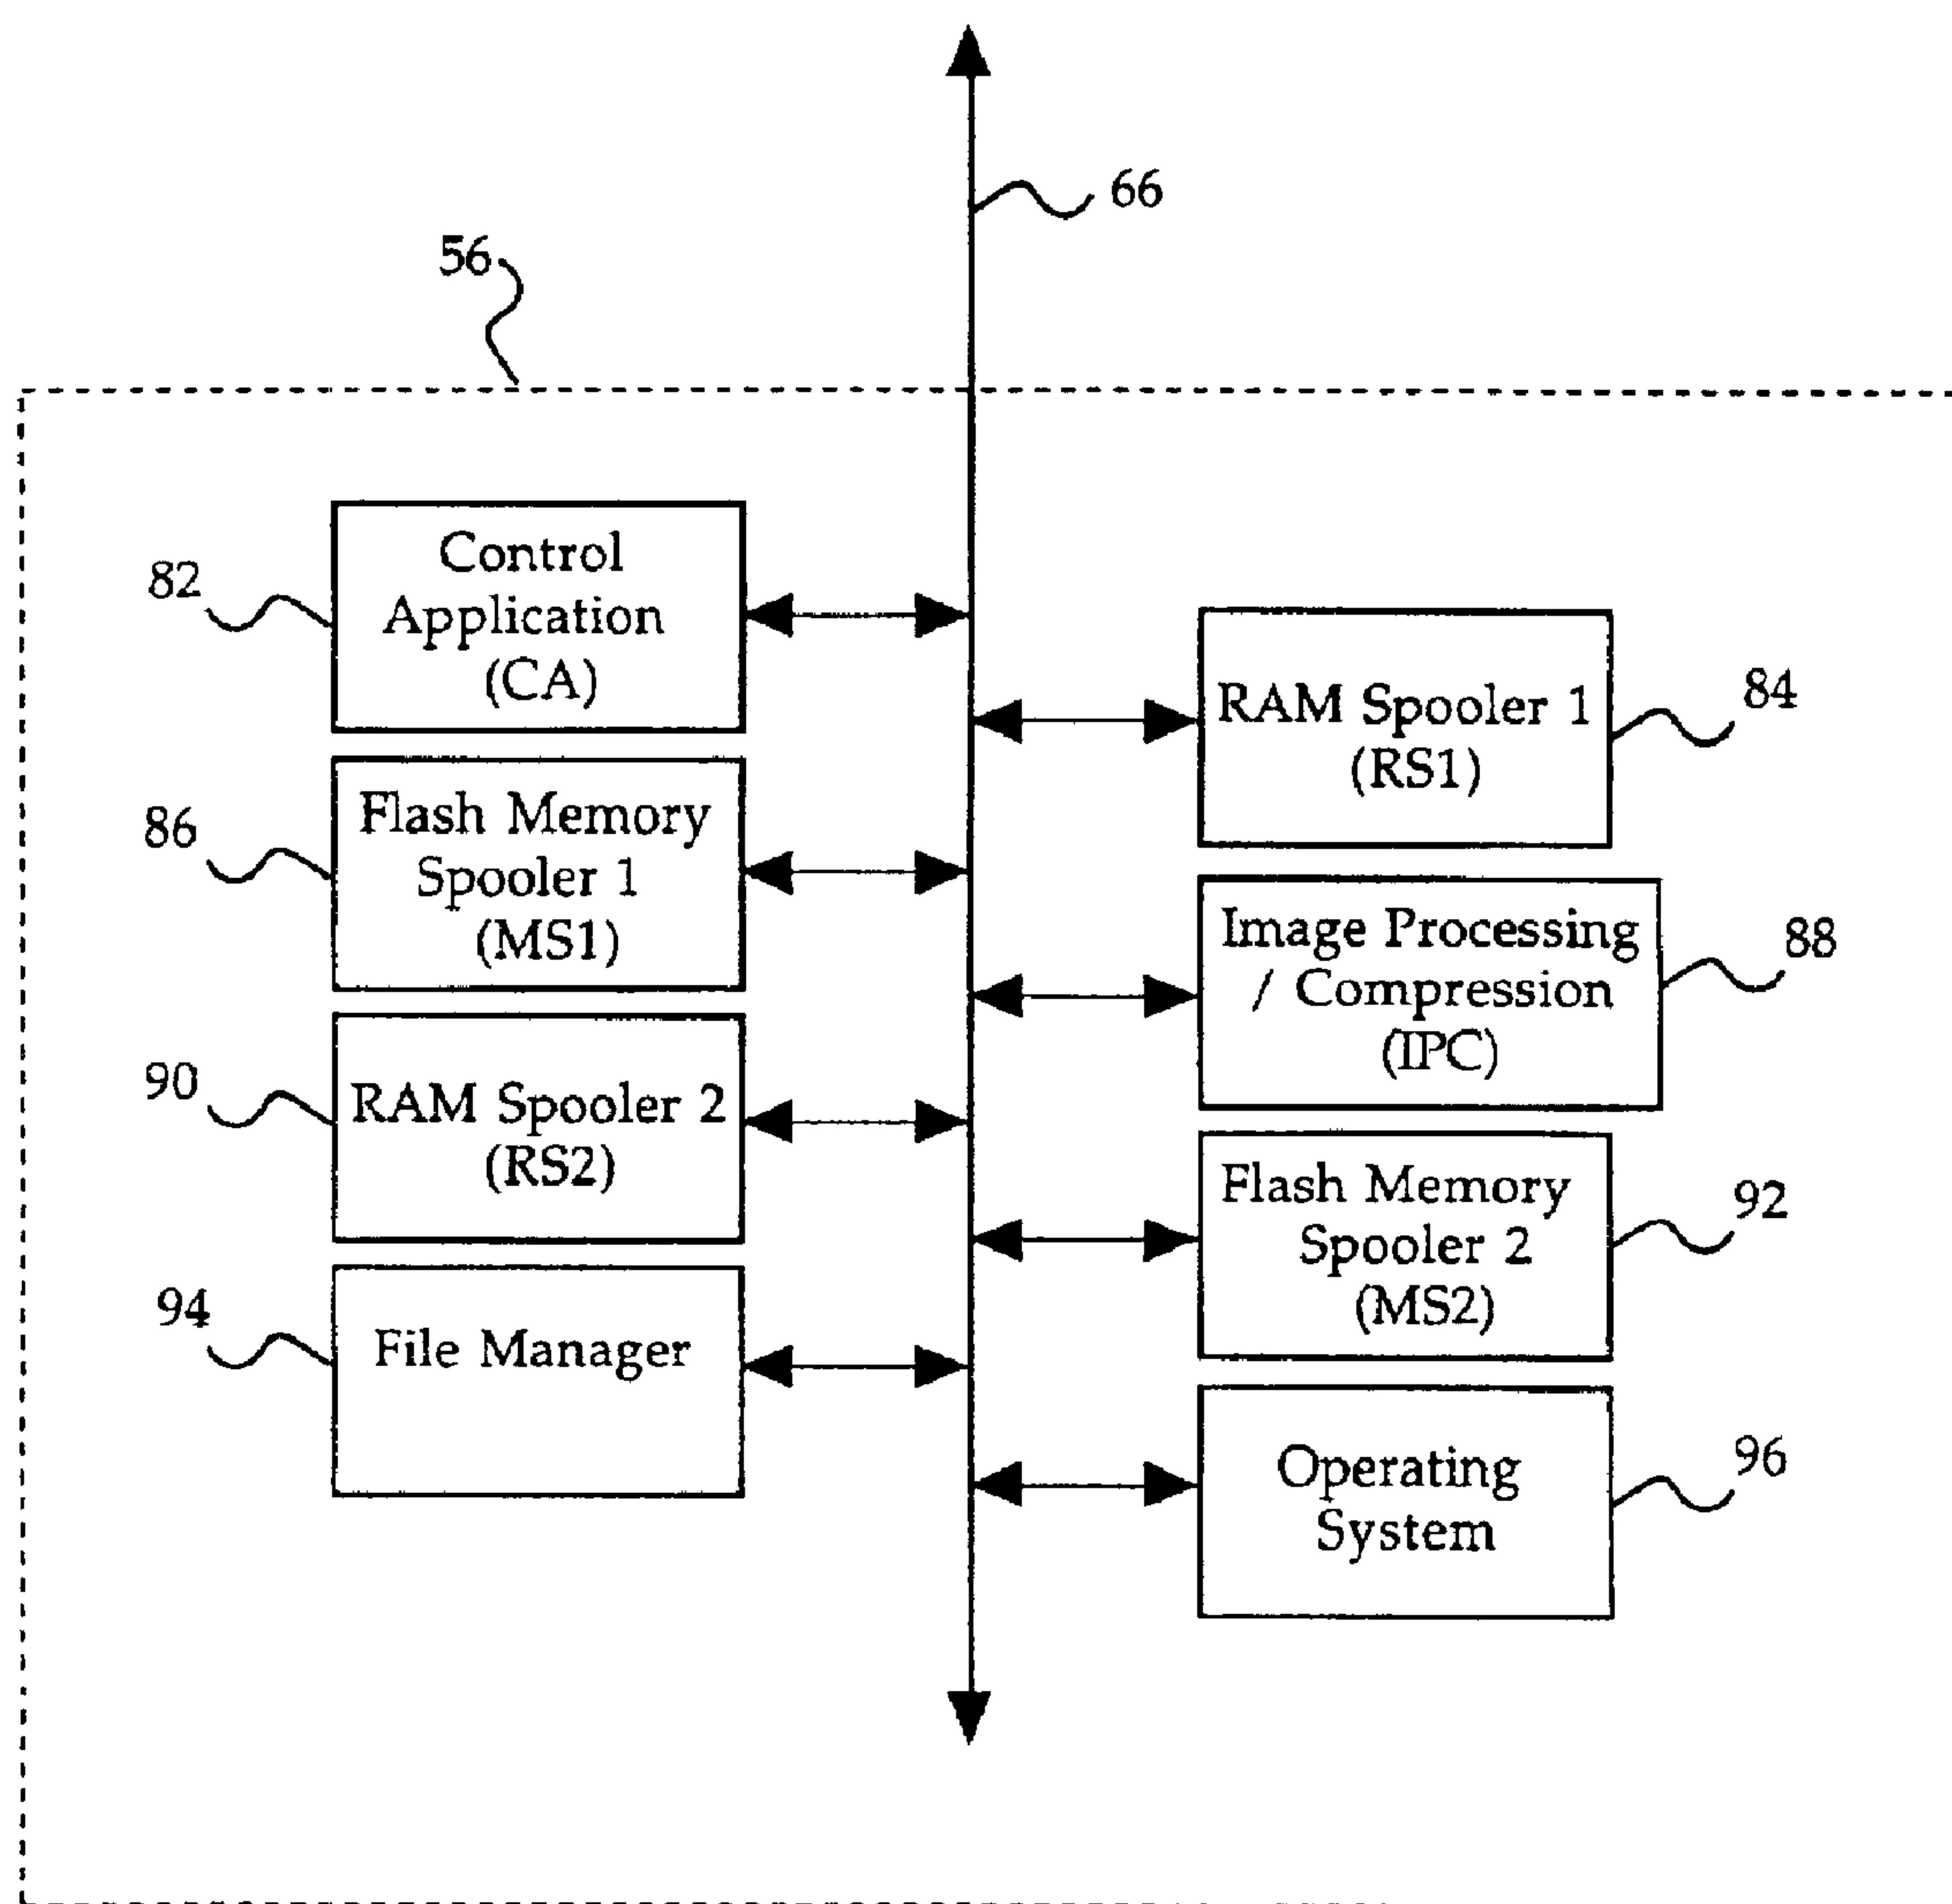 66
56
82
Control
Application
(CA)
RAM Spooler 1
(RS1)
84
86
Flash Memory
Spooler 1
(MS1)
Image Processing
/ Compression
(IPC)
88
90
RAM Spooler 2
(RS2)
Flash Memory
Spooler 2
(MS2)
92
94
File Manager
Operating
System
96